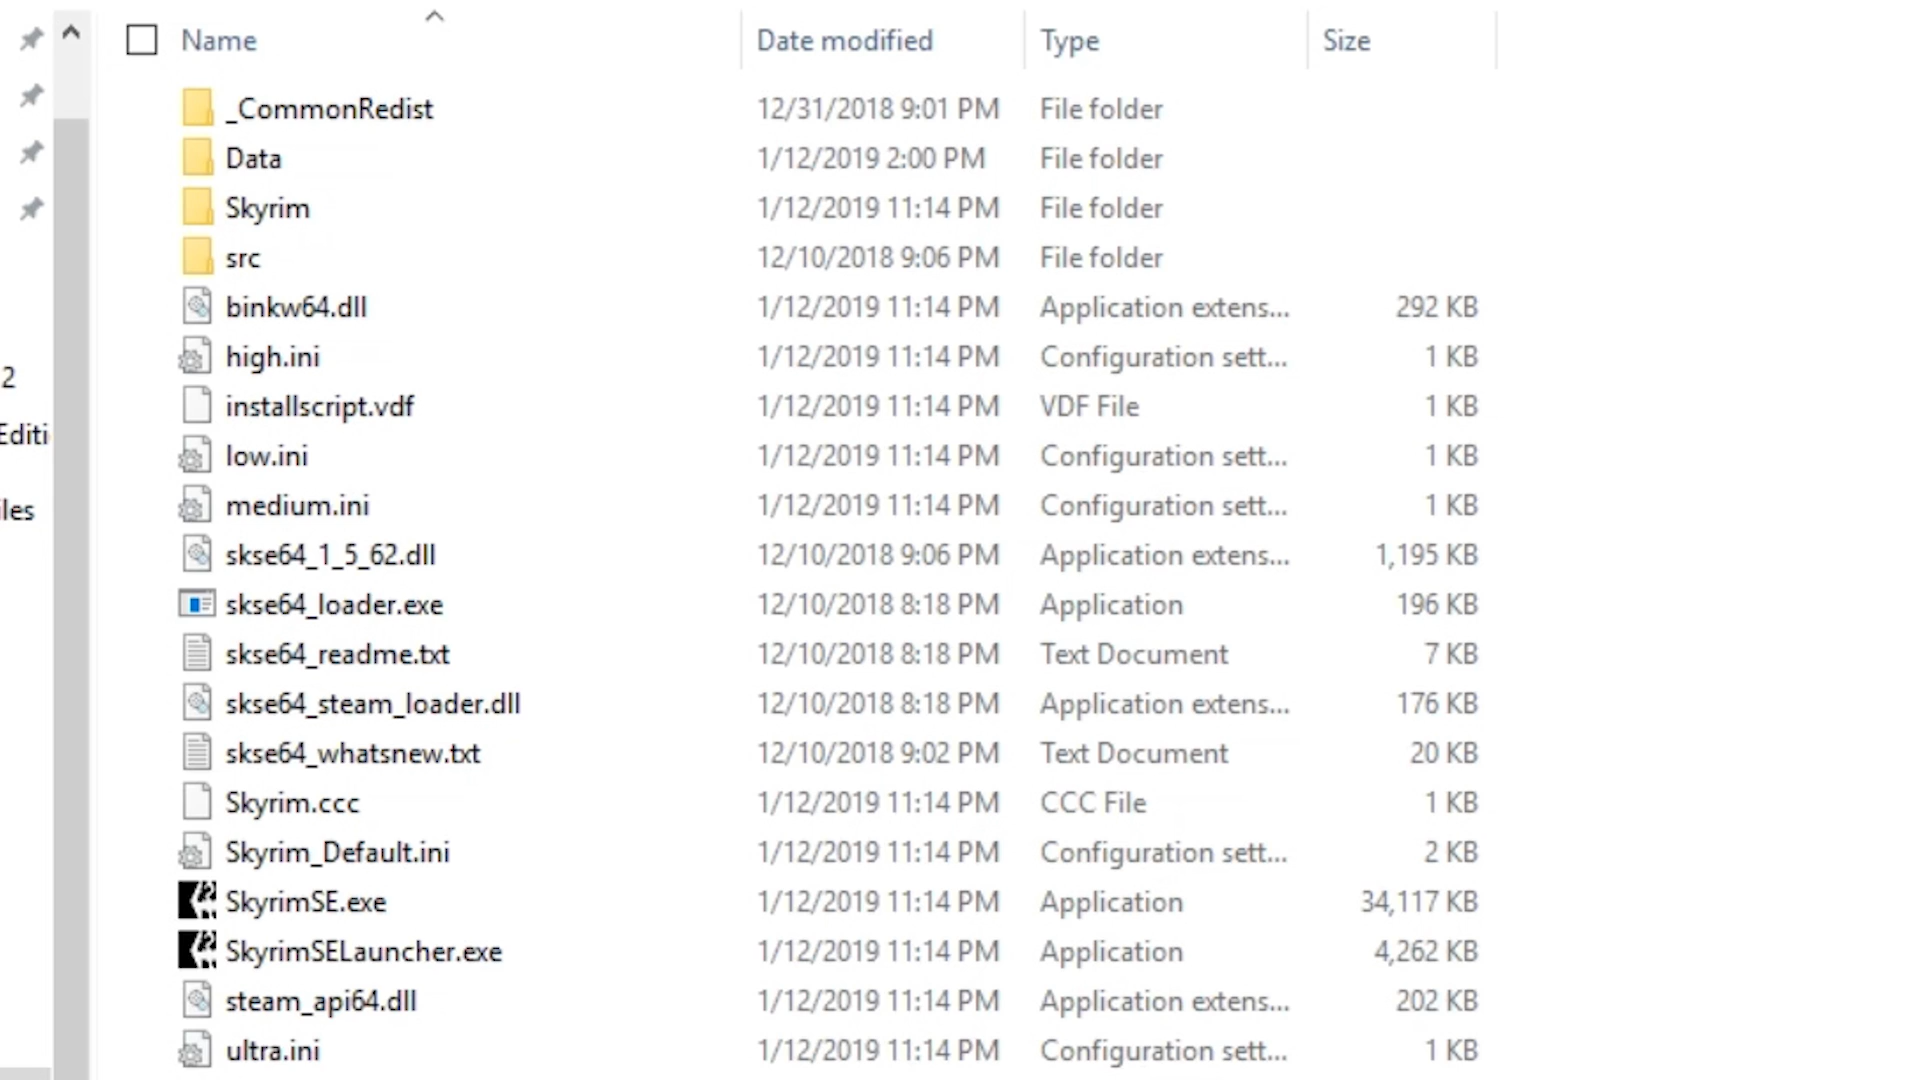 Name Date modified Type Size
_CommonRedist 12/31/2018 9:01 PM File folder
Data 1/12/2019 2:00 PM File folder
Skyrim 1/12/2019 11:14 PM File folder
src 12/10/2018 9:06 PM File folder
binkw64.dll 1/12/2019 11:14 PM Application extens... 292 KB
high.ini 1/12/2019 11:14 PM Configuration sett... 1 KB
2
installscript.vdf 1/12/2019 11:14 PM VDF File 1 KB
Editi
low.ini 1/12/2019 11:14 PM Configuration sett... 1 KB
medium.ini 1/12/2019 11:14 PM Configuration sett... 1 KB
iles
skse64_1_5_62.dll 12/10/2018 9:06 PM Application extens... 1,195 KB
skse64_loader.exe 12/10/2018 8:18 PM Application 196 KB
skse64_readme.txt 12/10/2018 8:18 PM Text Document 7 KB
skse64_steam_loader.dll 12/10/2018 8:18 PM Application extens... 176 KB
skse64_whatsnew.txt 12/10/2018 9:02 PM Text Document 20 KB
Skyrim.ccc 1/12/2019 11:14 PM CCC File 1 KB
Skyrim_Default.ini 1/12/2019 11:14 PM Configuration sett... 2 KB
SkyrimSE.exe 1/12/2019 11:14 PM Application 34,117 KB
SkyrimSELauncher.exe 1/12/2019 11:14 PM Application 4,262 KB
steam_api64.dll 1/12/2019 11:14 PM Application extens... 202 KB
ultra.ini 1/12/2019 11:14 PM Configuration sett... 1 KB